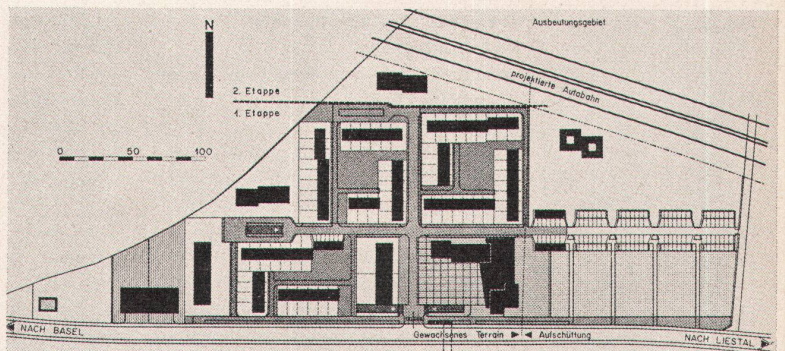 Ausbeutungsgebiet
N
projektierte Autobahn
2. Etappe
1. Etappe
0 50 100
Gewachsenes Terrain ▶ ◀ Aufschüttung
◀ NACH BASEL
NACH LIESTAL ▶